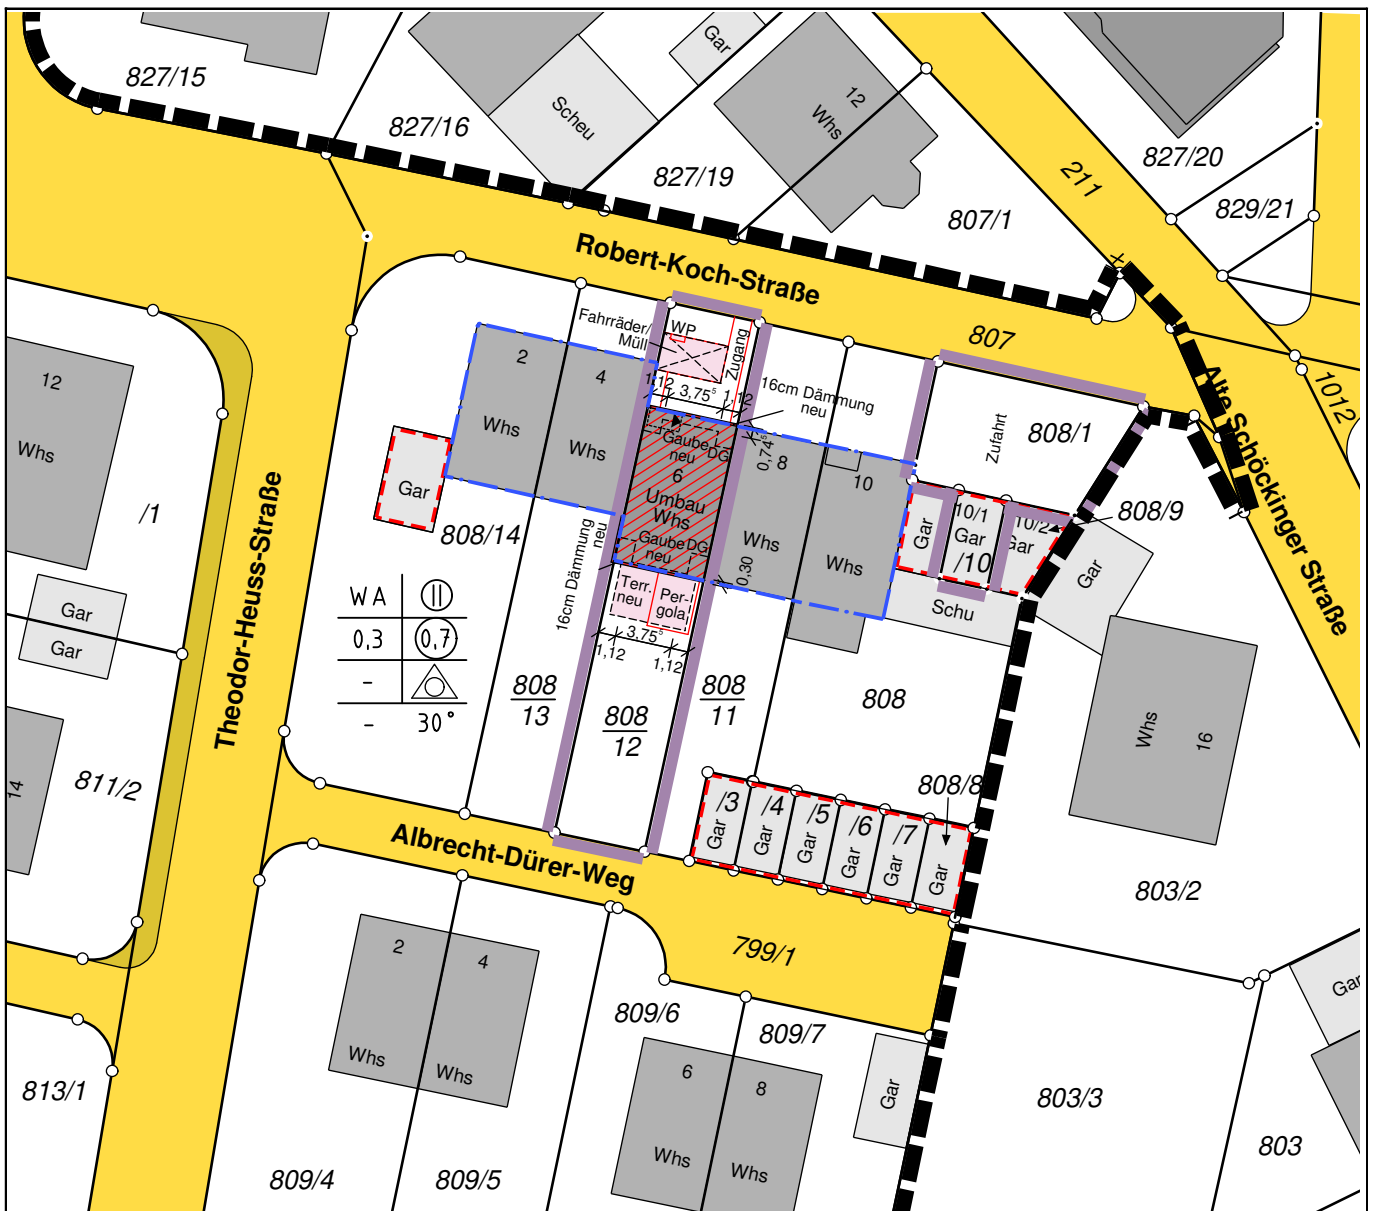 827/15
827/16
Scheu
Gar
12
Whs
827/19
807/1
211
827/20
829/21
Robert-Koch-Straße
807
1012
Alte Schöckinger Straße
Fahrräder/
Müll
WP
Zugang
1,12
3,75⁵
1,12
16cm Dämmung
neu
0,74⁵
2
Whs
4
Whs
Gaube DG
neu
6
Umbau
Whs
Gaube DG
neu
8
Whs
10
Whs
Zufahrt
808/1
808/9
Gar
10/1
Gar
/10
10/2
Gar
Gar
Schu
12
Whs
/1
Gar
Gar
Gar
808/14
16cm Dämmung
neu
0,30
Terr.
neu
Per-
gola
3,75⁵
1,12
1,12
WA
II
0,3
0,7
-
-
30°
Theodor-Heuss-Straße
808
13
808
12
808
11
808
808/8
Whs
16
811/2
14
/3
Gar
/4
Gar
/5
Gar
/6
Gar
/7
Gar
Gar
Albrecht-Dürer-Weg
803/2
799/1
2
Whs
4
Whs
809/6
809/7
6
Whs
8
Whs
Gar
Gar
813/1
809/4
809/5
803/3
803